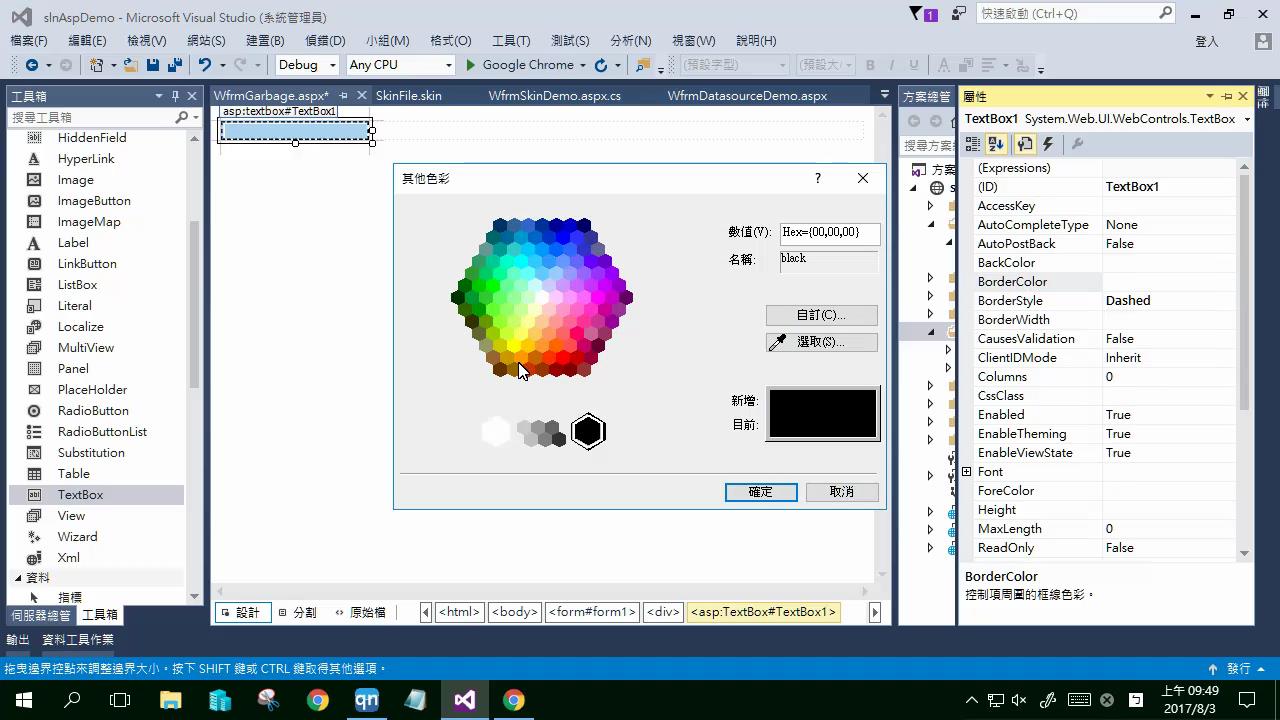 slnAspDemo - Microsoft Visual Studio (系統管理員)
1
快速啟動 (Ctrl+Q)
檔案(F) 編輯(E) 檢視(V) 網站(S) 建置(B) 偵錯(D) 小組(M) 格式(O) 工具(T) 測試(S) 分析(N) 視窗(W) 說明(H) 登入
Debug Any CPU Google Chrome (預設字型) (預設大 B I U A
工具箱
搜尋工具箱
HiddenField
HyperLink
Image
ImageButton
ImageMap
Label
LinkButton
ListBox
Literal
Localize
MultiView
Panel
PlaceHolder
RadioButton
RadioButtonList
Substitution
Table
TextBox
View
Wizard
Xml
資料
指標
伺服器總管 工具箱
WfrmGarbage.aspx* SkinFile.skin WfrmSkinDemo.aspx.cs WfrmDatasourceDemo.aspx
asp:textbox#TextBox1
其他色彩 ?
數值(V): Hex={00,00,00}
名稱: black
自訂(C)...
選取(S)...
新增:
目前:
確定 取消
設計 分割 原始檔 <html> <body> <form#form1> <div> <asp:TextBox#TextBox1>
方案總管
搜尋方案
方案
屬性
TextBox1 System.Web.UI.WebControls.TextBox
(Expressions)
(ID) TextBox1
AccessKey
AutoCompleteType None
AutoPostBack False
BackColor
BorderColor
BorderStyle Dashed
BorderWidth
CausesValidation False
ClientIDMode Inherit
Columns 0
CssClass
Enabled True
EnableTheming True
EnableViewState True
Font
ForeColor
Height
MaxLength 0
ReadOnly False
BorderColor
控制項周圍的框線色彩。
輸出 資料工具作業
拖曳邊界控點來調整邊界大小。按下 SHIFT 鍵或 CTRL 鍵取得其他選項。 發行
qn
上午 09:49
2017/8/3